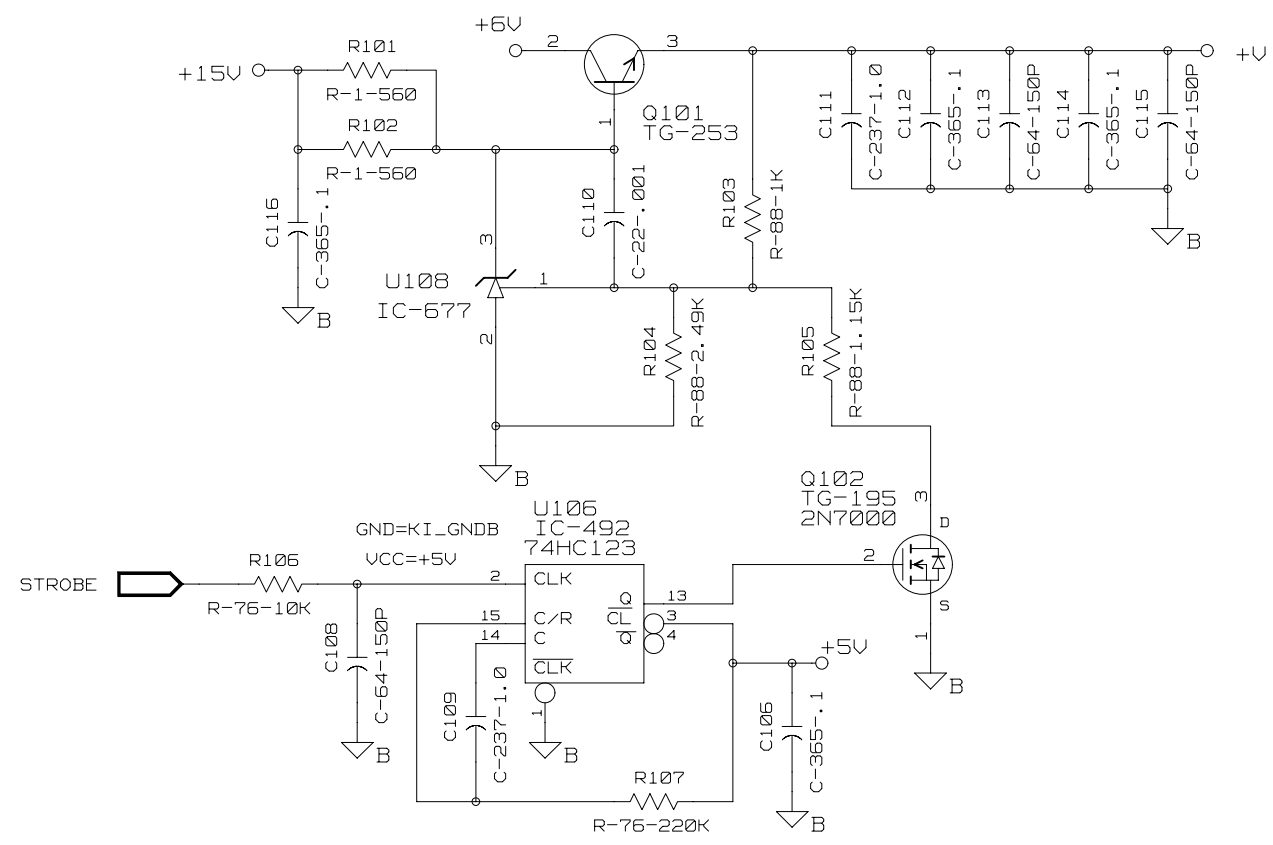 +6V
2
3
+V
R101
+15V
R-1-560
R102
R-1-560
Q101
TG-253
1
C111
C-237-1.0
C112
C-365-.1
C113
C-64-150P
C114
C-365-.1
C115
C-64-150P
B
C116
C-365-.1
B
C110
C-22-.001
R103
R-88-1K
3
U108
IC-677
1
2
R104
R-88-2.49K
R105
R-88-1.15K
B
Q102
TG-195
2N7000
3
D
2
S
1
B
U106
IC-492
74HC123
GND=KI_GNDB
VCC=+5V
STROBE
R106
R-76-10K
2
CLK
15
C/R
14
C
CLK
Q
13
CL
3
Q
4
1
B
C108
C-64-150P
B
C109
C-237-1.0
+5V
C106
C-365-.1
B
R107
R-76-220K